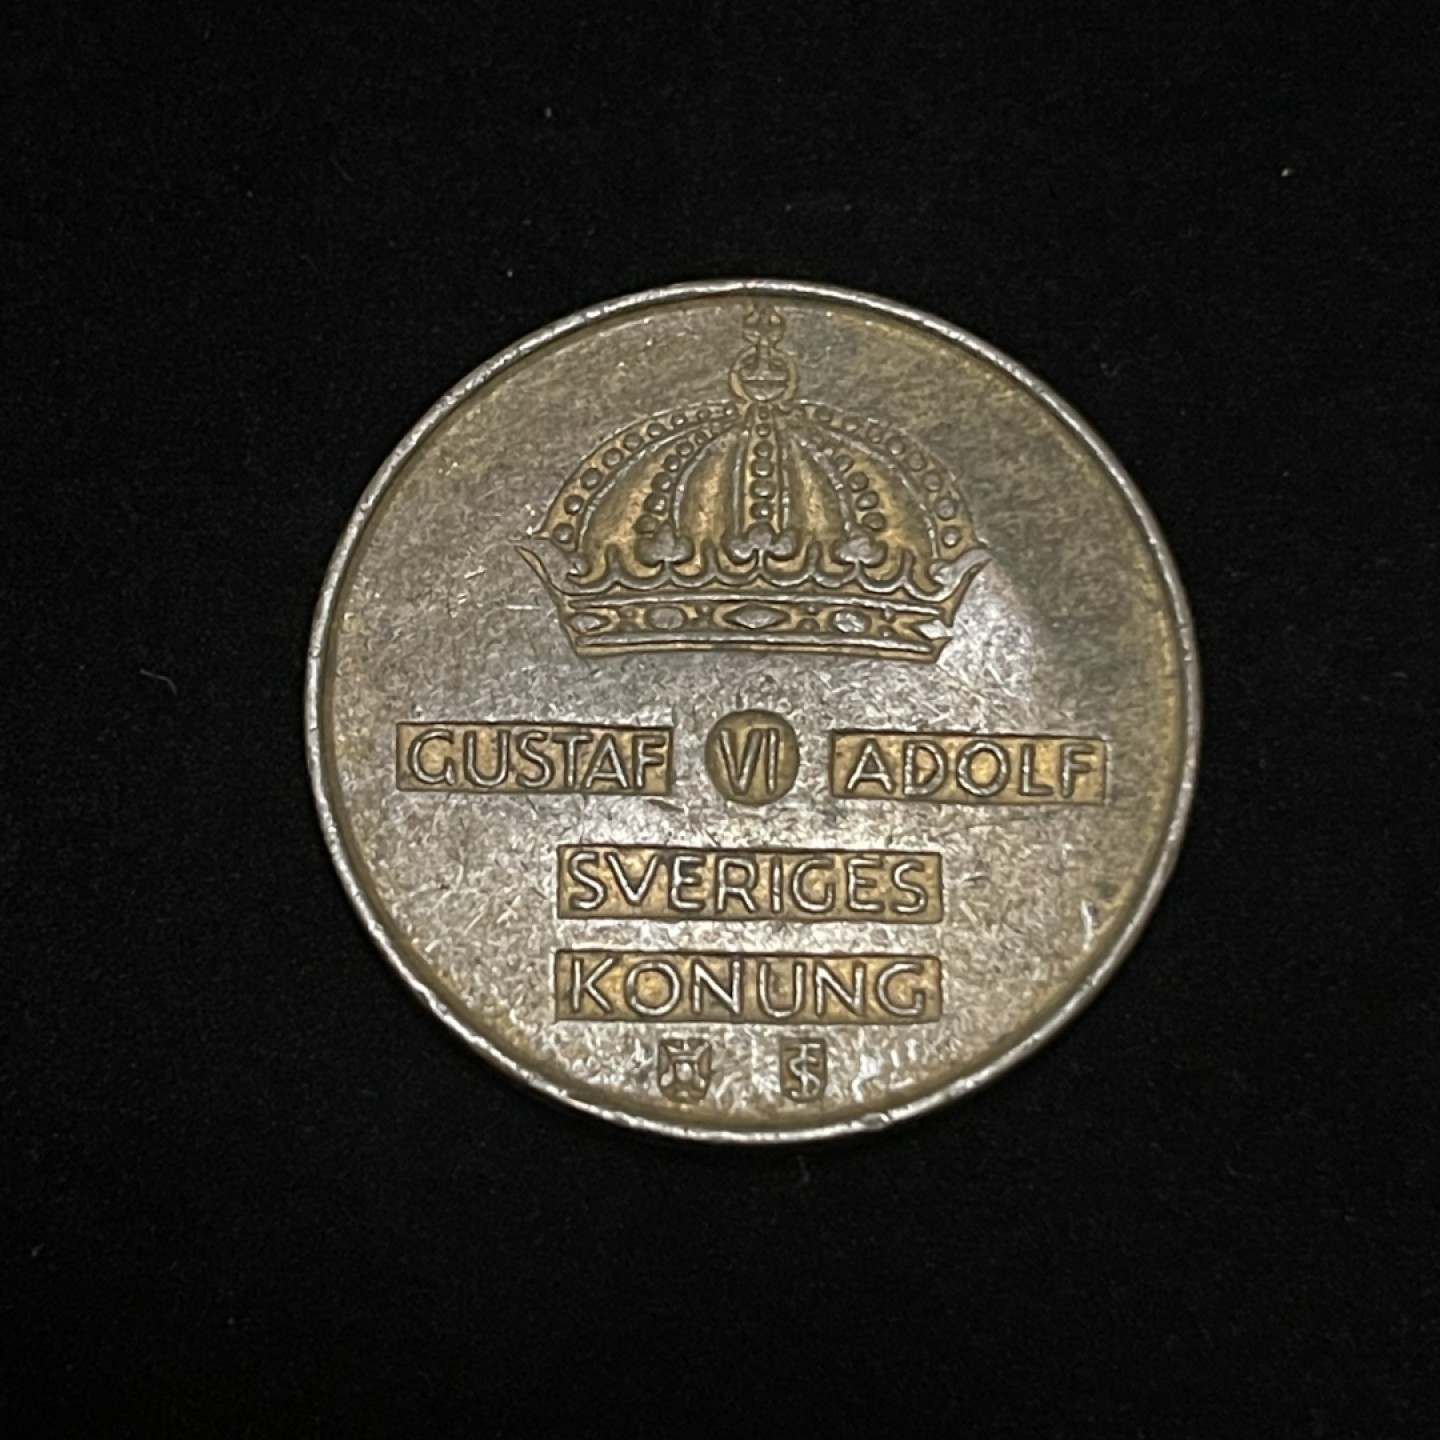 GUSTAF VI ADOLF
SVERIGES
KONUNG